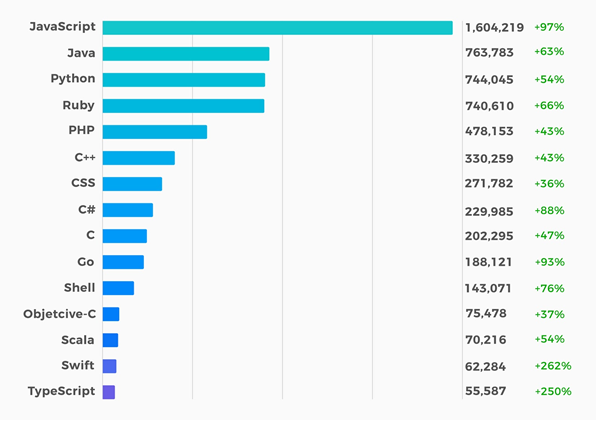 JavaScript 1,604,219 +97%
Java 763,783 +63%
Python 744,045 +54%
Ruby 740,610 +66%
PHP 478,153 +43%
C++ 330,259 +43%
CSS 271,782 +36%
C# 229,985 +88%
C 202,295 +47%
Go 188,121 +93%
Shell 143,071 +76%
Objetcive-C 75,478 +37%
Scala 70,216 +54%
Swift 62,284 +262%
TypeScript 55,587 +250%